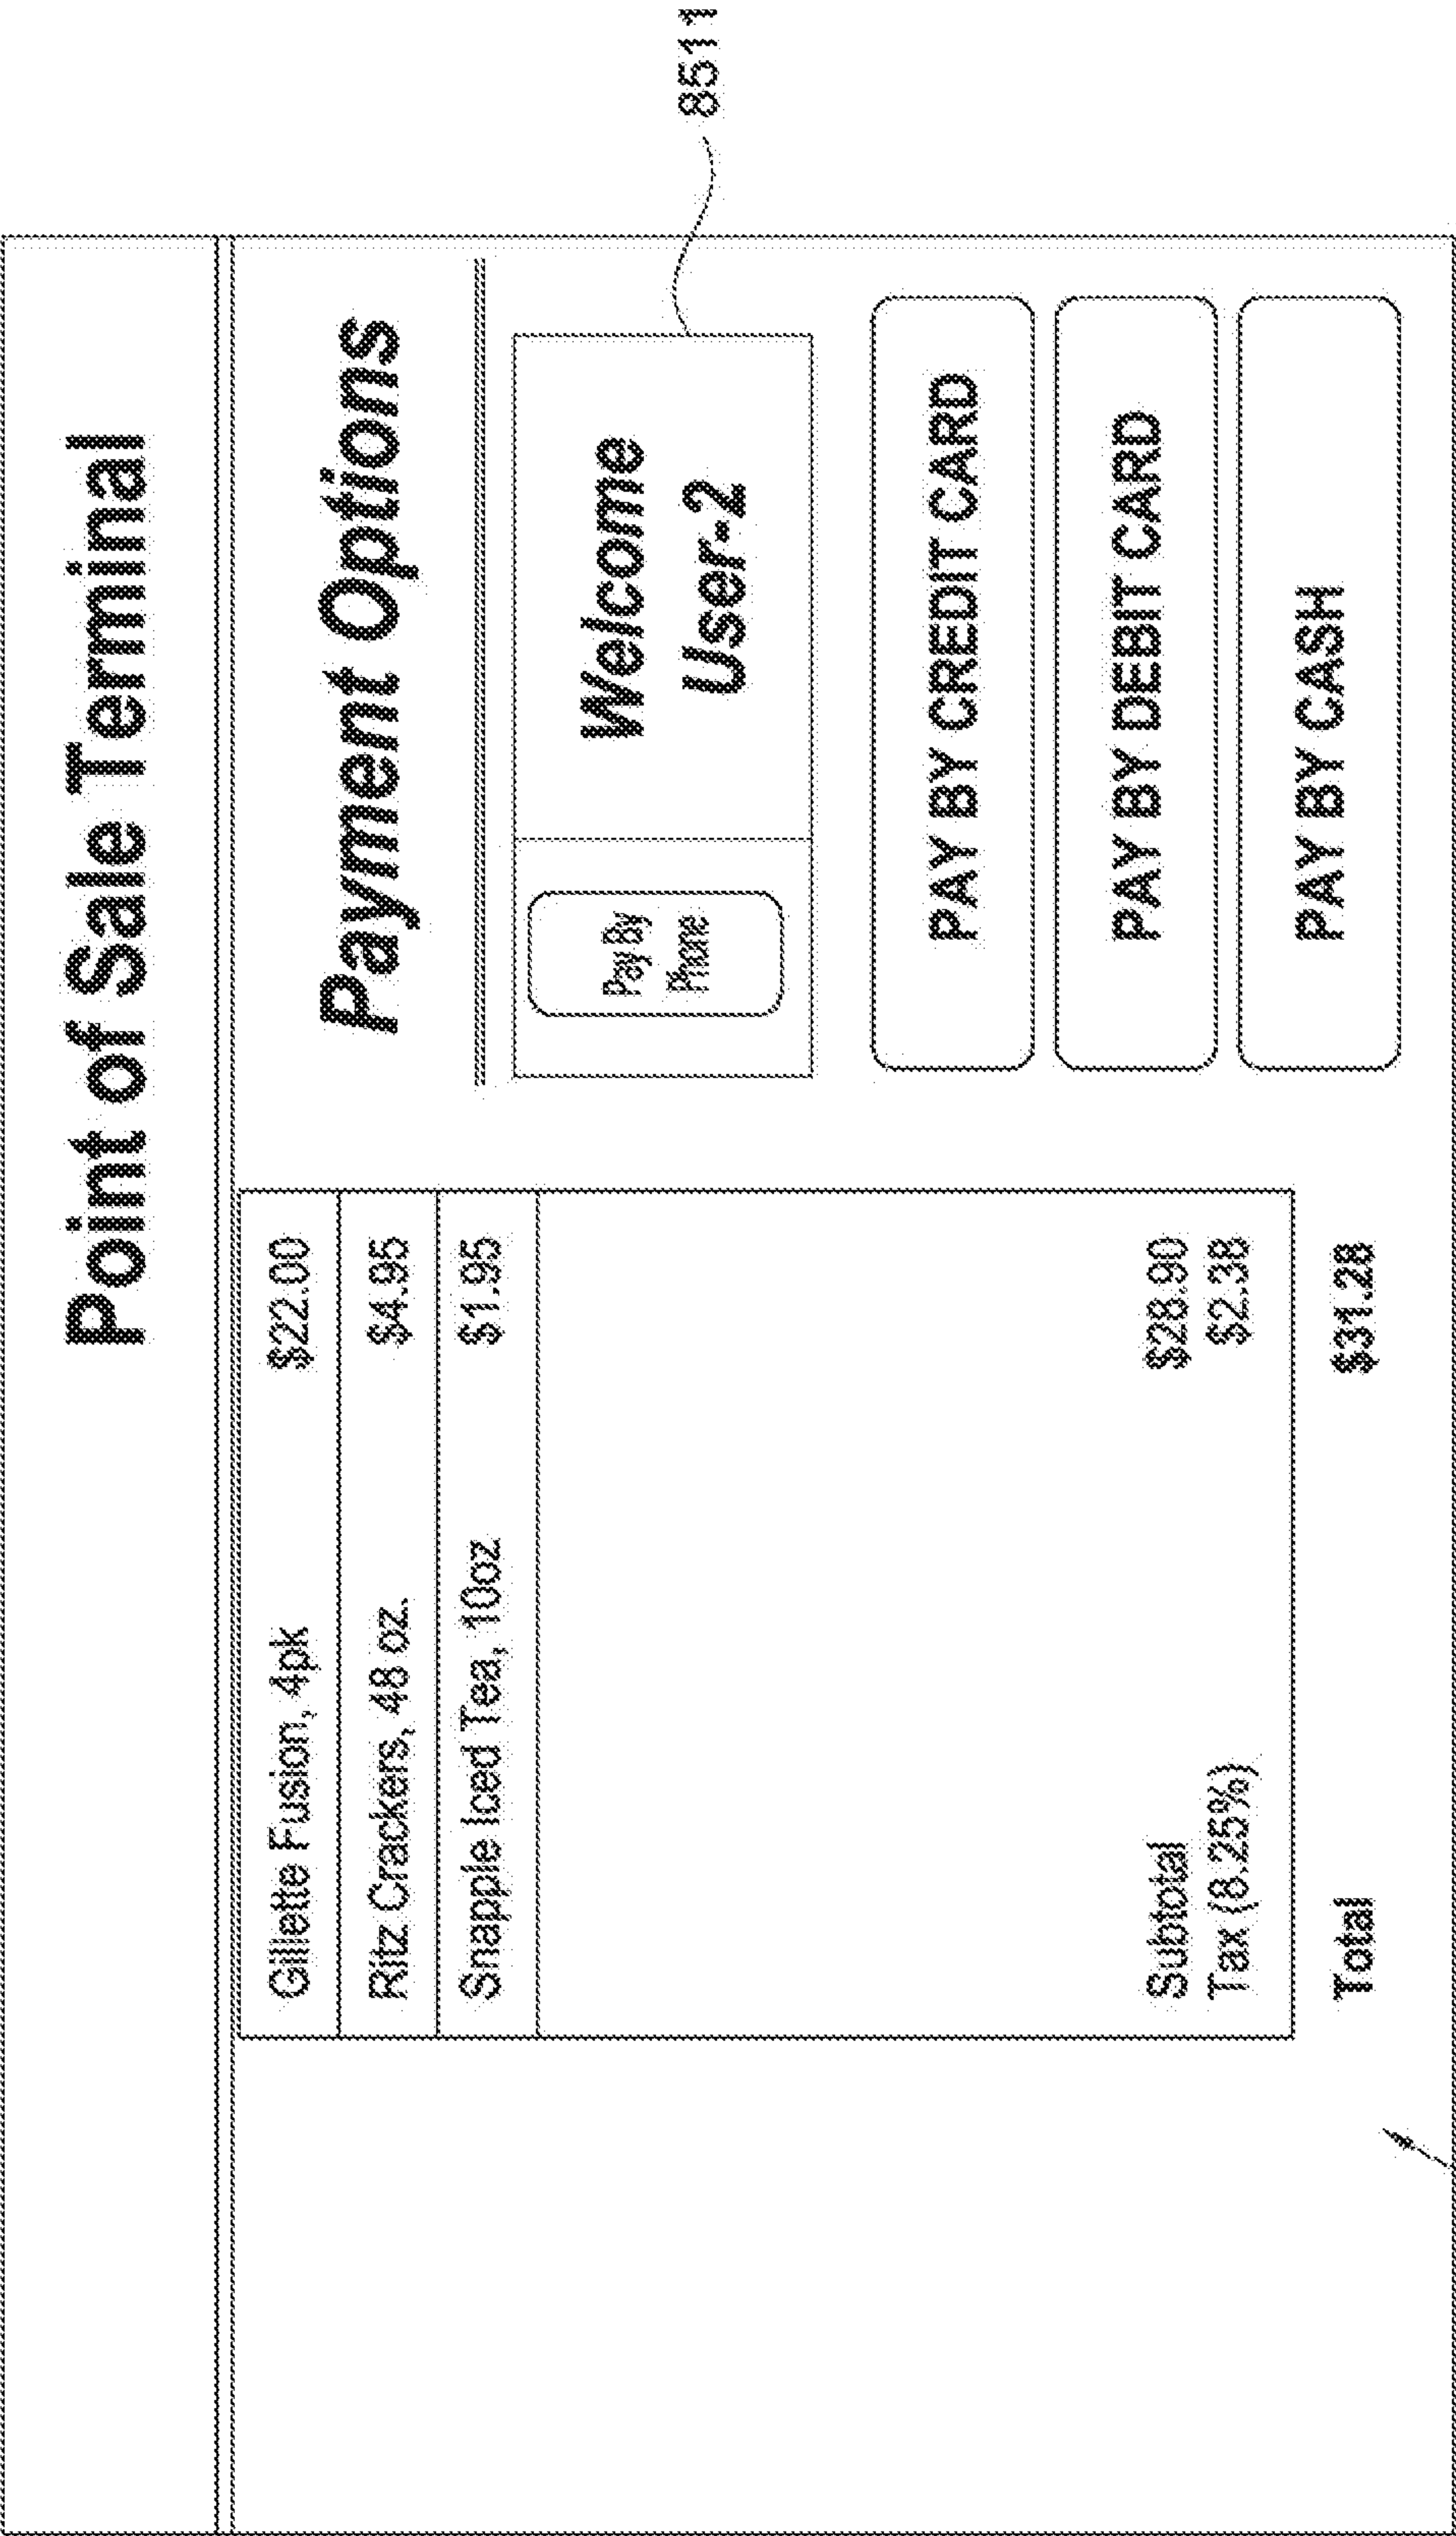 Point of Sale Terminal
Gillette Fusion, 4pk $22.00
Ritz Crackers, 48 oz. $4.95
Snapple Iced Tea, 10oz $1.95
Subtotal $28.90
Tax (8.25%) $2.38
Total $31.28
Payment Options
Pay By
Phone
Welcome
User-2
PAY BY CREDIT CARD
PAY BY DEBIT CARD
PAY BY CASH
8511